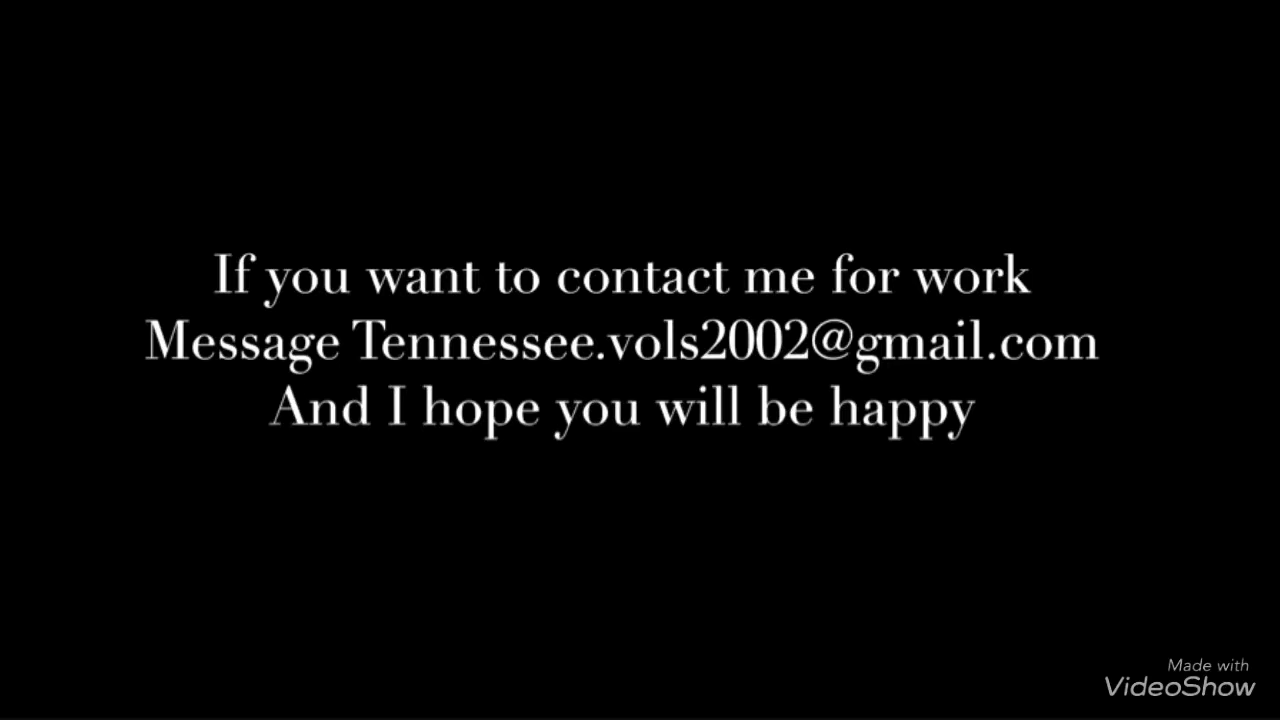 If you want to contact me for work
Message Tennessee.vols2002@gmail.com
And I hope you will be happy
Made with
VideoShow